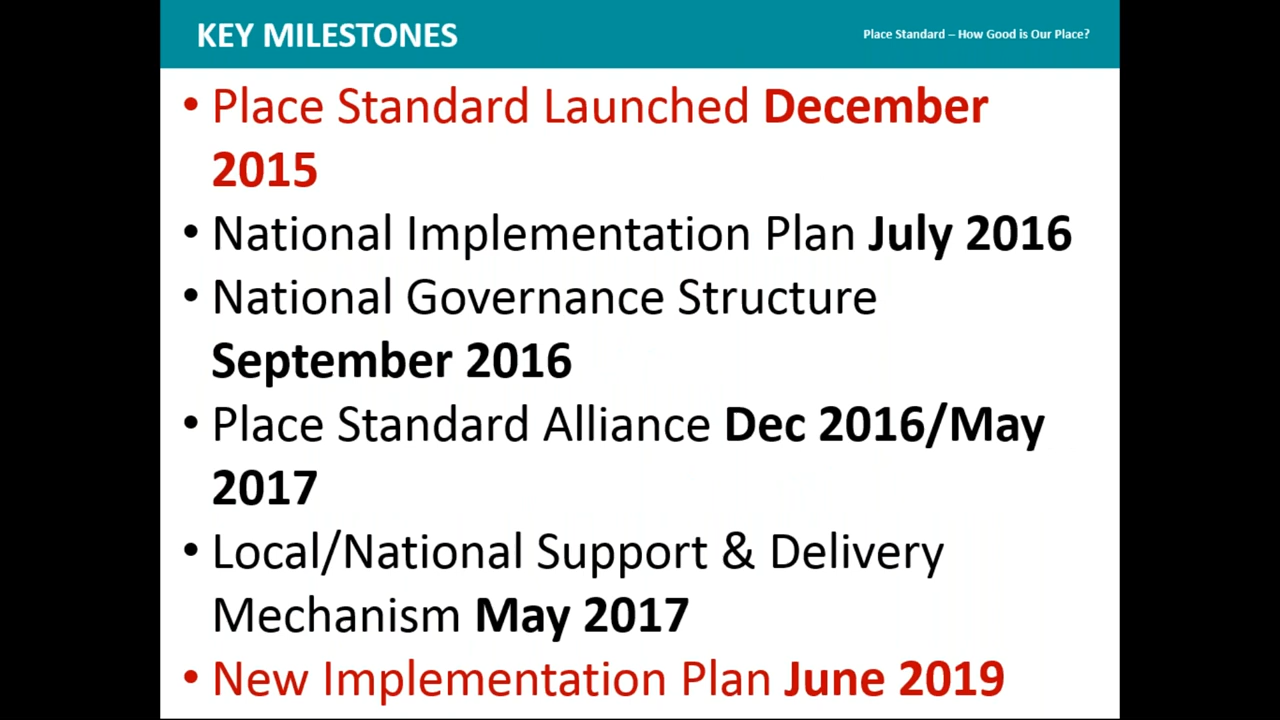 KEY MILESTONES
Place Standard – How Good is Our Place?
• Place Standard Launched December
2015
• National Implementation Plan July 2016
• National Governance Structure
September 2016
• Place Standard Alliance Dec 2016/May
2017
• Local/National Support & Delivery
Mechanism May 2017
• New Implementation Plan June 2019